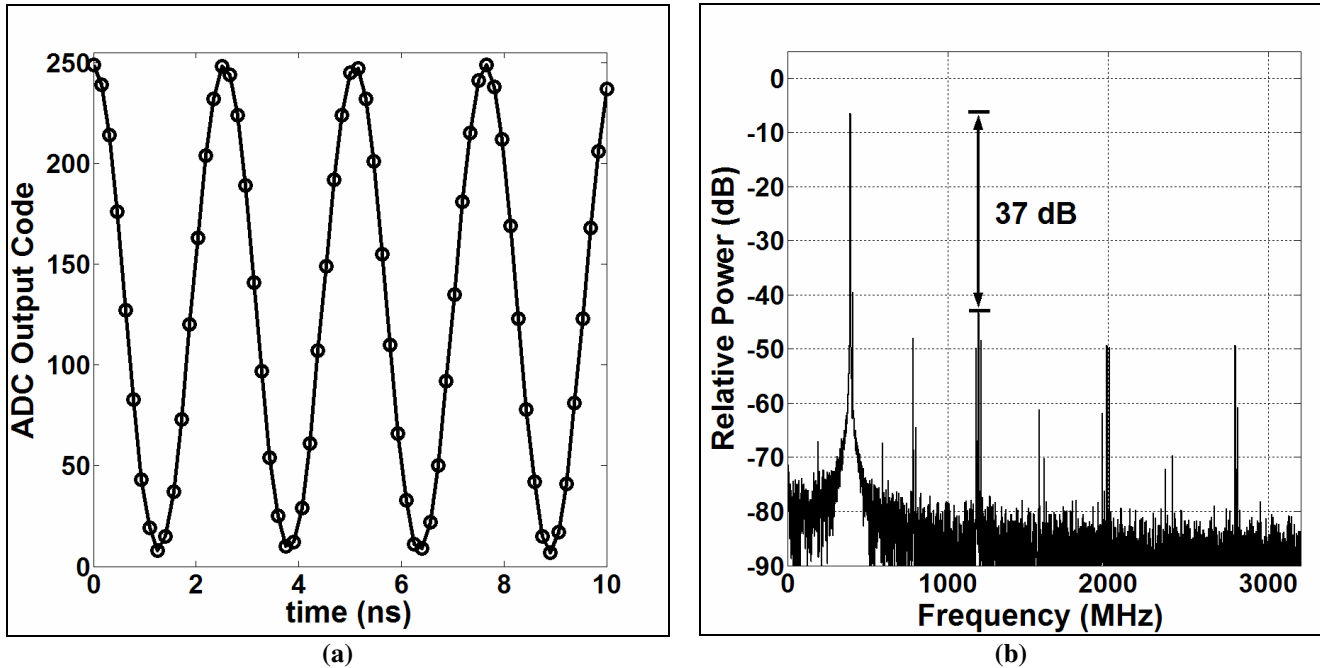 250
200
150
100
50
0
ADC Output Code
0 2 4 6 8 10
time (ns)
(a)
0
-10
-20
-30
-40
-50
-60
-70
-80
-90
Relative Power (dB)
37 dB
0 1000 2000 3000
Frequency (MHz)
(b)